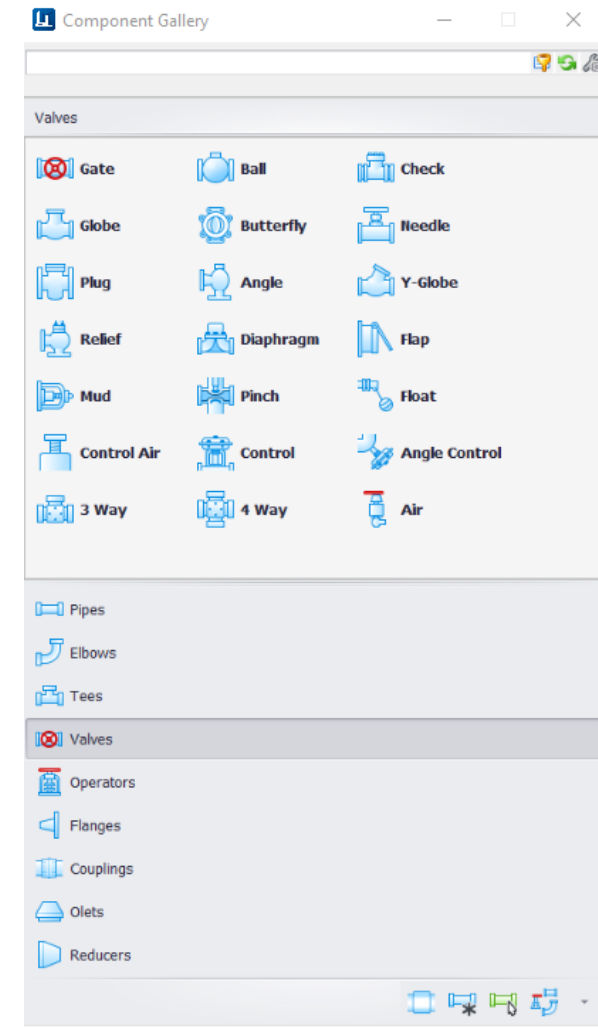 Component Gallery
Valves
Gate Ball Check
Globe Butterfly Needle
Plug Angle Y-Globe
Relief Diaphragm Flap
Mud Pinch Float
Control Air Control Angle Control
3 Way 4 Way Air
Pipes
Elbows
Tees
Valves
Operators
Flanges
Couplings
Olets
Reducers